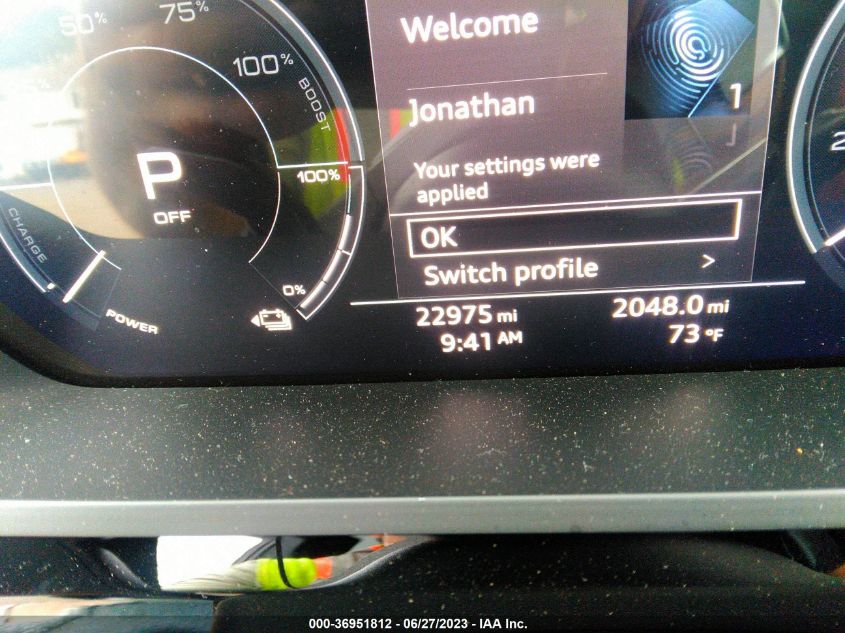 50%
75%
100%
BOOST
100%
P
OFF
CHARGE
POWER
0%
Welcome
Jonathan
1
Your settings were
applied
OK
Switch profile >
22975 mi
2048.0 mi
9:41 AM
73 °F
000-36951812 - 06/27/2023 - IAA Inc.